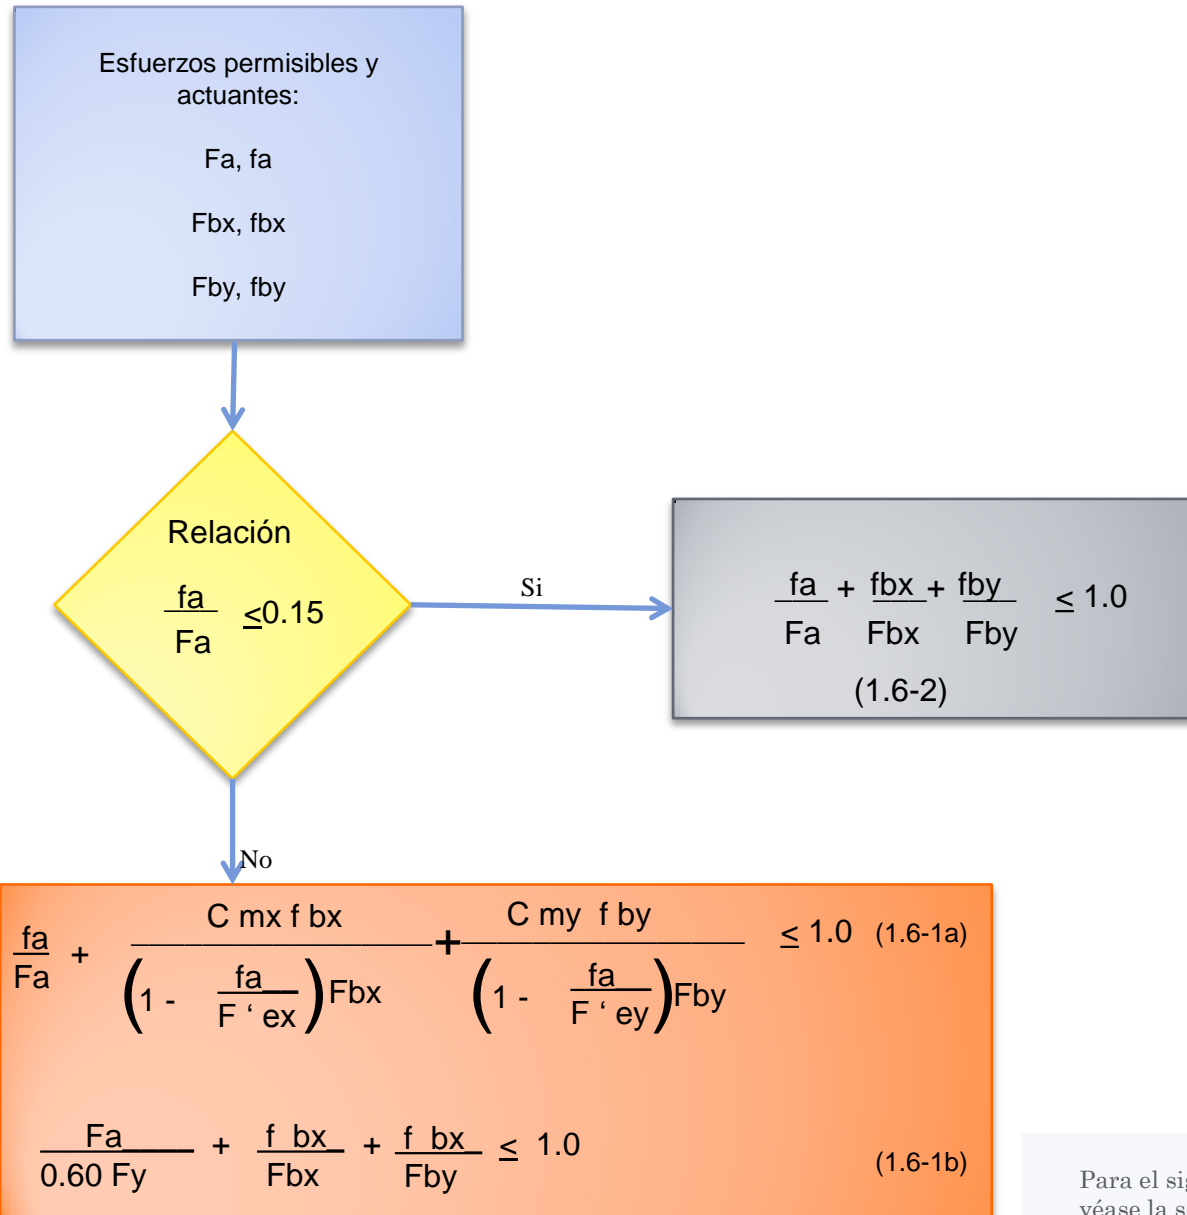 Esfuerzos permisibles y
actuantes:
Fa, fa
Fbx, fbx
Fby, fby
Relación
fa
≤0.15
Fa
Si
fa + fbx + fby ≤ 1.0
Fa Fbx Fby
(1.6-2)
No
C mx f bx C my f by
fa + + ≤ 1.0 (1.6-1a)
Fa
(1 - fa )Fbx (1 - fa )Fby
F ‘ ex F ‘ ey
Fa + f bx + f bx ≤ 1.0
0.60 Fy Fbx Fby (1.6-1b)
Para el
véase la